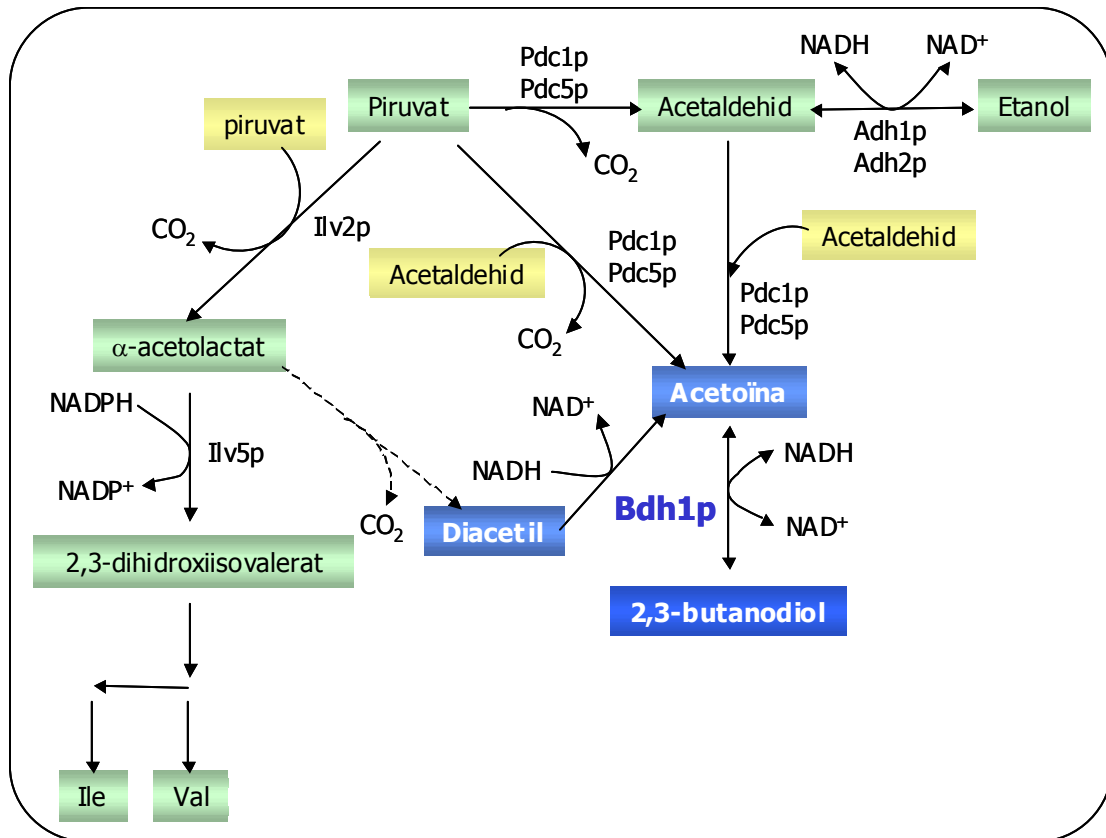 Pdc1p
Pdc5p
NADH
NAD+
piruvat
Piruvat
Acetaldehid
Etanol
Adh1p
Adh2p
CO2
CO2
Ilv2p
Acetaldehid
Pdc1p
Pdc5p
Acetaldehid
Pdc1p
Pdc5p
CO2
α-acetolactat
Acetoïna
NADPH
Ilv5p
NADP+
NAD+
NADH
NADH
Bdh1p
NAD+
CO2
Diacetil
2,3-dihidroxiisovalerat
2,3-butanodiol
Ile
Val